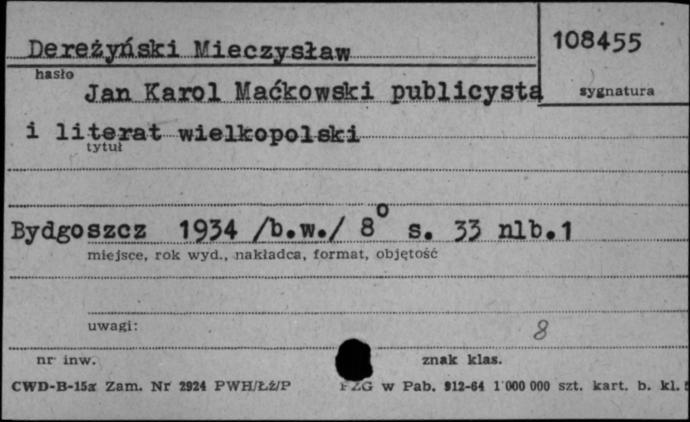 Dereżyński Mieczysław
108455
hasło
sygnatura
Jan Karol Maćkowski publicysta
i literat wielkopolski
tytuł
Bydgoszcz 1934 /b.w./ 8° s. 33 nlb.1
miejsce, rok wyd., nakładca, format, objętość
uwagi:
8
nr inw.
znak klas.
CWD-B-15a Zam. Nr 2924 PWH/Łż/P
PZG w Pab. 912-64 1 000 000 szt. kart. b. kl.